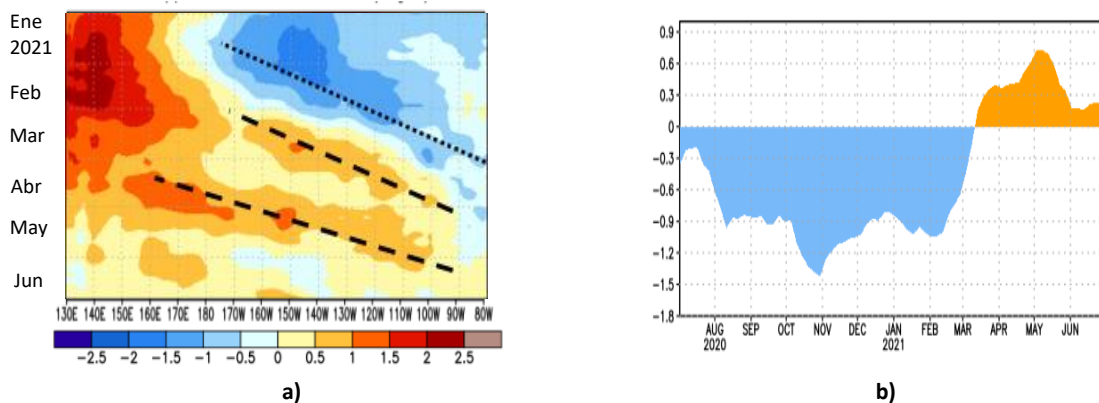 Ene
2021
Feb
Mar
Abr
May
Jun
130E 140E 150E 160E 170E 180 170W 160W 150W 140W 130W 120W 110W 100W 90W 80W
-2.5 -2 -1.5 -1 -0.5 0 0.5 1 1.5 2 2.5
a)
0.9
0.6
0.3
0
-0.3
-0.6
-0.9
-1.2
-1.5
-1.8
AUG SEP OCT NOV DEC JAN FEB MAR APR MAY JUN
2020 2021
b)